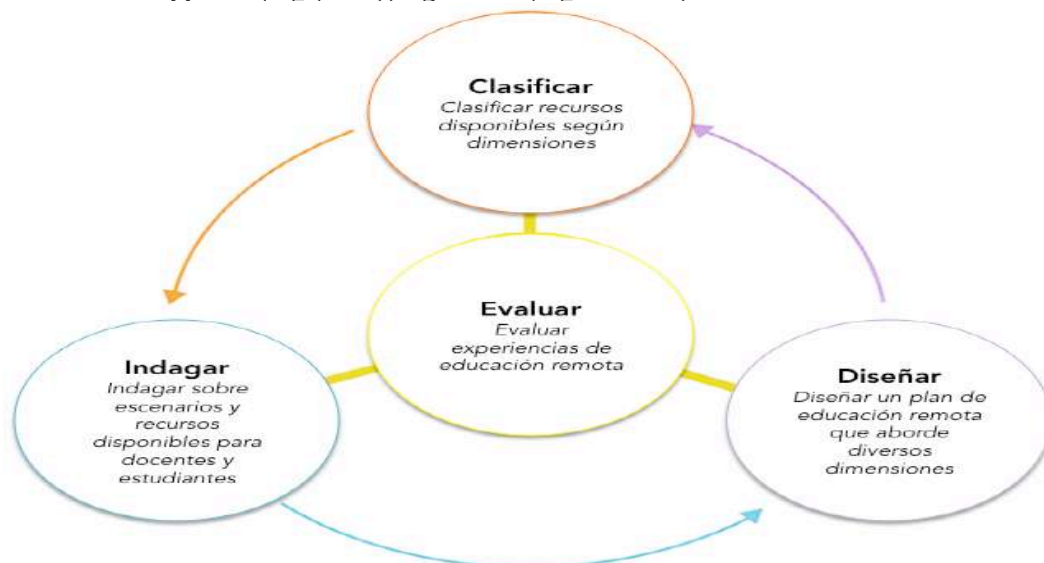 Clasificar
Clasificar recursos
disponibles según
dimensiones
Evaluar
Evaluar
experiencias de
educación remota
Indagar
Indagar sobre
escenarios y
recursos
disponibles para
docentes y
estudiantes
Diseñar
Diseñar un plan de
educación remota
que aborde
diversos
dimensiones